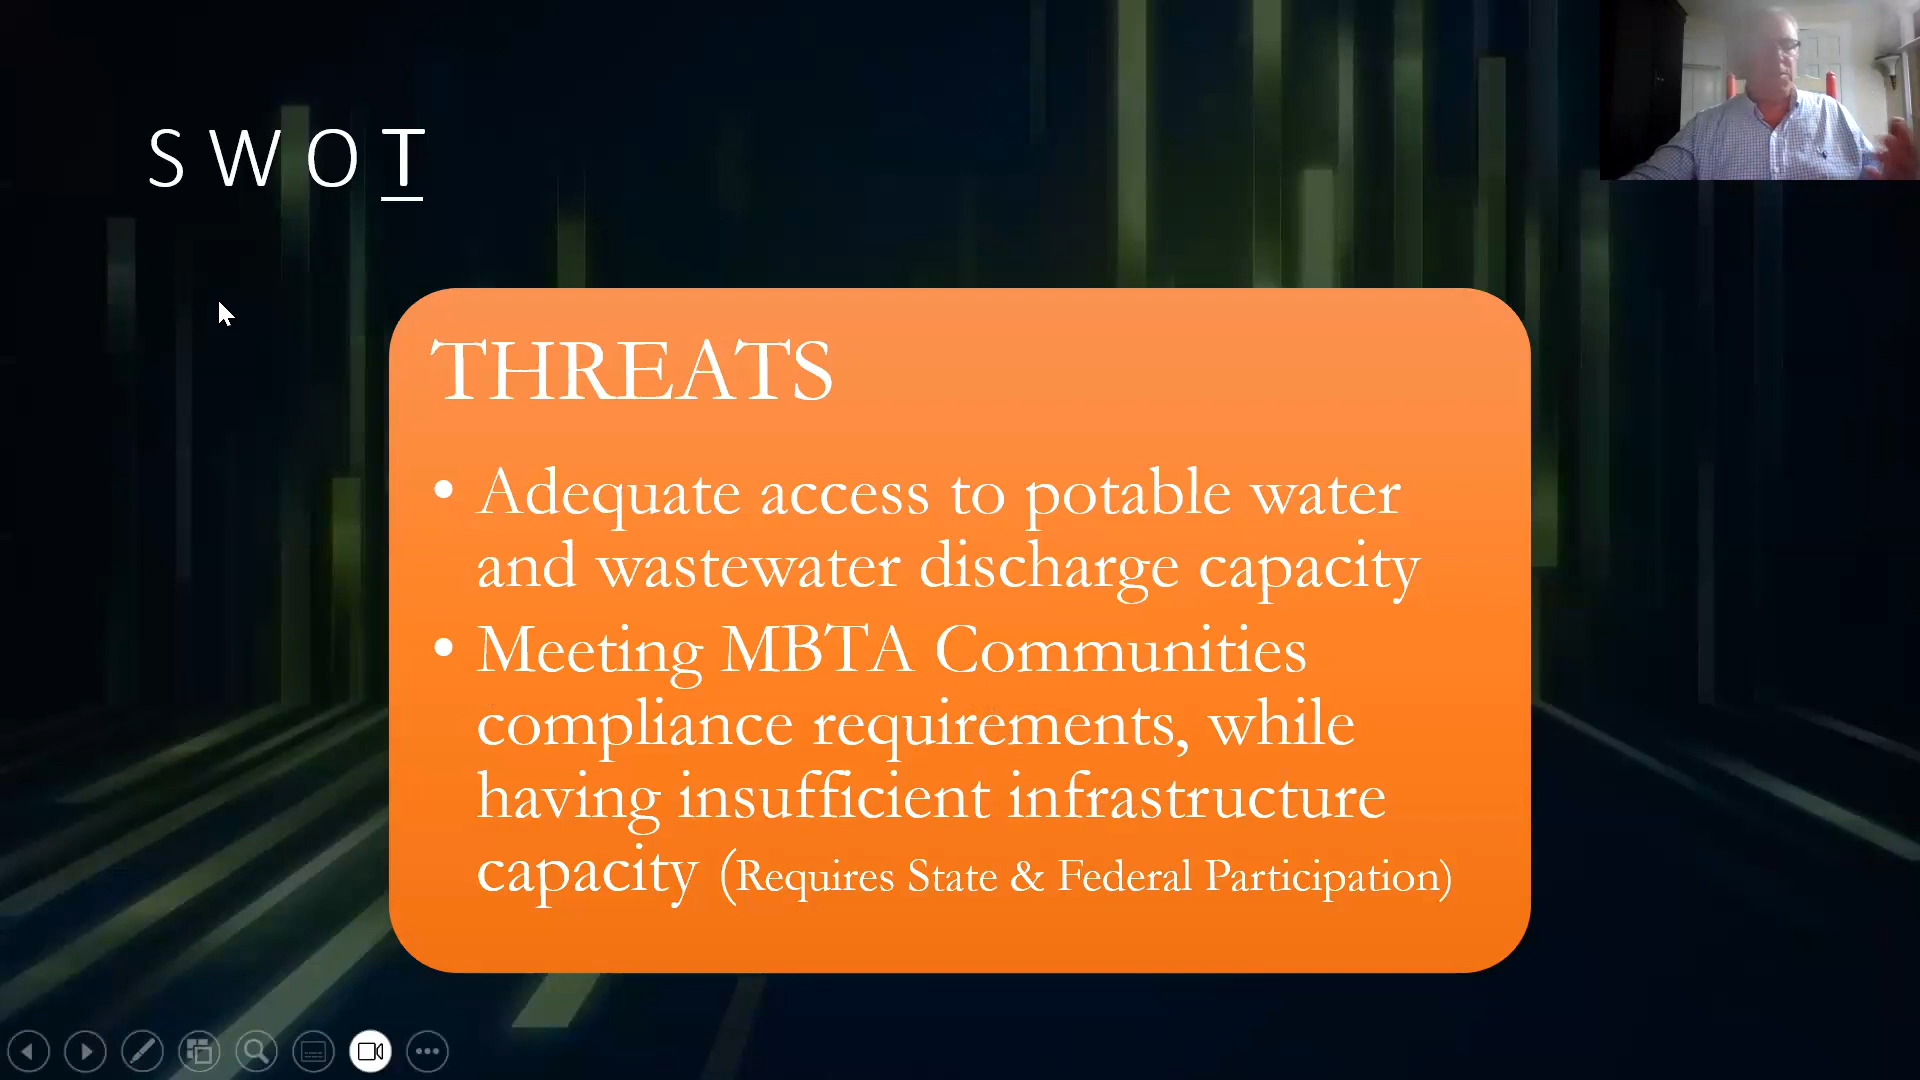 S W O T
THREATS
• Adequate access to potable water
and wastewater discharge capacity
• Meeting MBTA Communities
compliance requirements, while
having insufficient infrastructure
capacity (Requires State & Federal Participation)